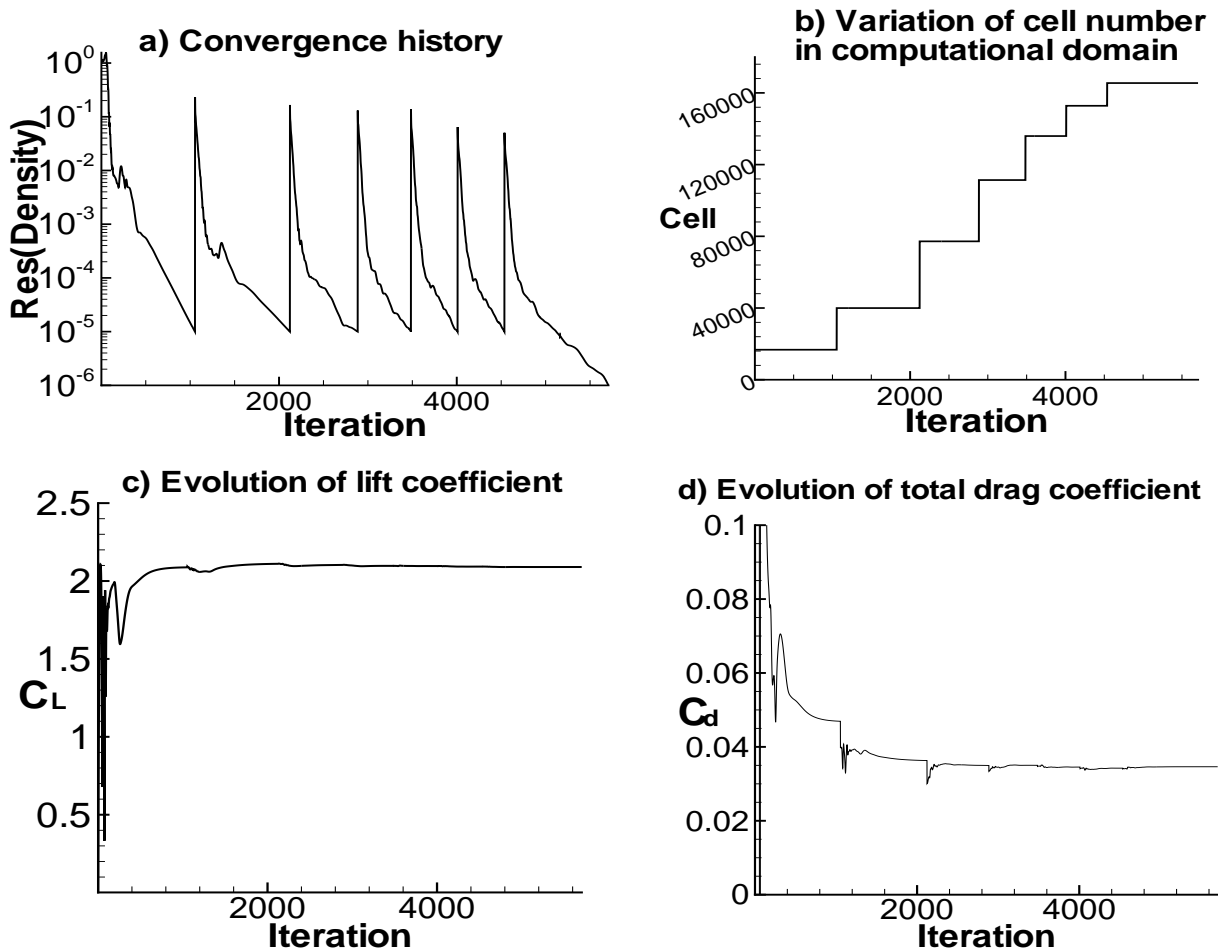 a) Convergence history
10^0
10^-1
10^-2
10^-3
10^-4
10^-5
10^-6
Res(Density)
2000
4000
Iteration
b) Variation of cell number
in computational domain
160000
120000
80000
40000
0
Cell
2000
4000
Iteration
c) Evolution of lift coefficient
2.5
2
1.5
1
0.5
CL
2000
4000
Iteration
d) Evolution of total drag coefficient
0.1
0.08
0.06
0.04
0.02
0
Cd
2000
4000
Iteration